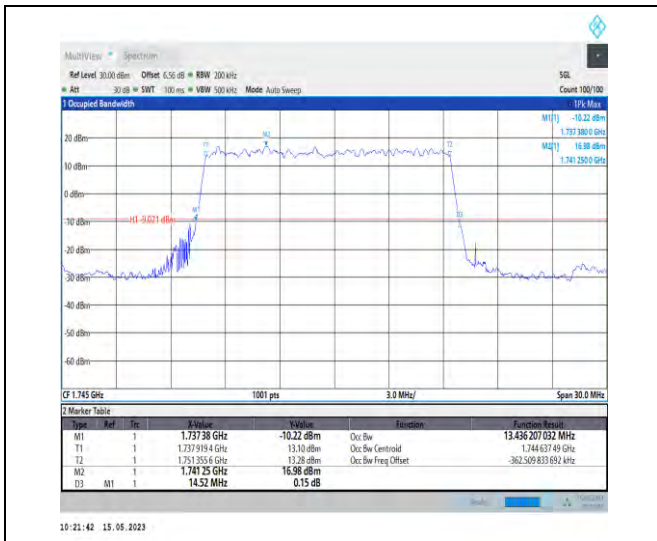 MultiView Spectrum
Ref Level 30.00 dBm Offset 6.56 dB RBW 200 kHz SGL
Att 30 dB SWT 100 ms VBW 500 kHz Mode Auto Sweep Count 100/100
1 Occupied Bandwidth 1Pk Max
M1[1] -10.22 dBm
1.737 380 0 GHz
M2[1] 16.98 dBm
1.741 250 0 GHz
20 dBm
T1 M2 T2
10 dBm
0 dBm
M1
-10 dBm H1 -9.021 dBm D3
-20 dBm
-30 dBm
-40 dBm
-50 dBm
-60 dBm
CF 1.745 GHz 1001 pts 3.0 MHz/ Span 30.0 MHz
2 Marker Table
Type Ref Trc X-Value Y-Value Function Function Result
M1 1 1.737 38 GHz -10.22 dBm Occ Bw 13.436 207 032 MHz
T1 1 1.737 919 4 GHz 13.10 dBm Occ Bw Centroid 1.744 637 49 GHz
T2 1 1.751 355 6 GHz 13.28 dBm Occ Bw Freq Offset -362.509 833 692 kHz
M2 1 1.741 25 GHz 16.98 dBm
D3 M1 1 14.52 MHz 0.15 dB
10:21:42 15.05.2023